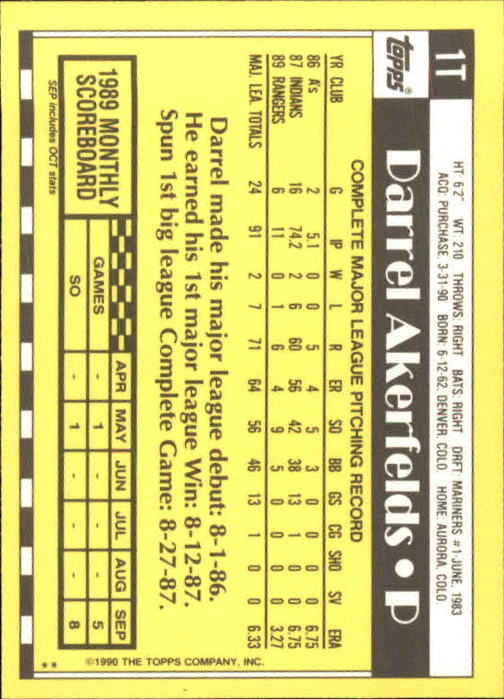 1T
HT: 6'2" WT: 210 THROWS: RIGHT BATS: RIGHT DRFT: MARINERS #1-JUNE, 1983
ACQ: PURCHASE, 3-31-90 BORN: 6-12-62, DENVER, COLO. HOME: AURORA, COLO.
TOPPS®
Darrel Akerfelds • P
COMPLETE MAJOR LEAGUE PITCHING RECORD
YR CLUB G IP W L R ER SO BB GS CG SHO SV ERA
86 A's 2 5.1 0 0 5 4 5 3 0 0 0 0 6.75
87 INDIANS 16 74.2 2 6 60 56 42 38 13 1 0 0 6.75
89 RANGERS 6 11 0 1 6 4 9 5 0 0 0 0 3.27
MAJ. LEA. TOTALS 24 91 2 7 71 64 56 46 13 1 0 0 6.33
Darrel made his major league debut: 8-1-86.
He earned his 1st major league Win: 8-12-87.
Spun 1st big league Complete Game: 8-27-87.
1989 MONTHLY SCOREBOARD
APR MAY JUN JUL AUG SEP
GAMES - 1 - - - 5
SO - 1 - - - 8
SEP includes OCT stats
** ©1990 THE TOPPS COMPANY, INC.